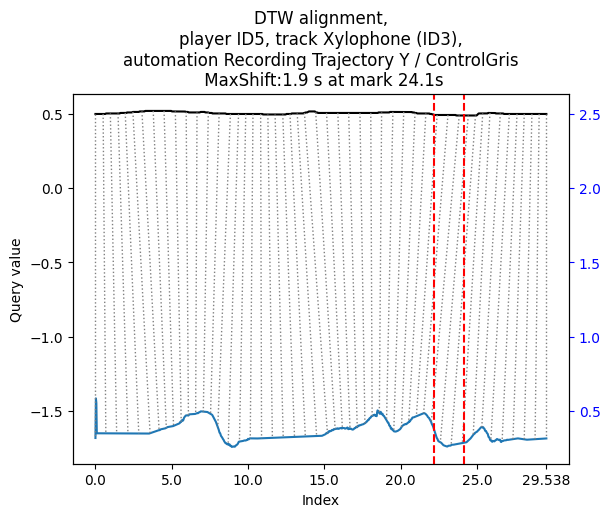 DTW alignment,
player ID5, track Xylophone (ID3),
automation Recording Trajectory Y / ControlGris
MaxShift:1.9 s at mark 24.1s
0.5
0.0
−0.5
−1.0
−1.5
Query value
2.5
2.0
1.5
1.0
0.5
0.0 5.0 10.0 15.0 20.0 25.0 29.538
Index